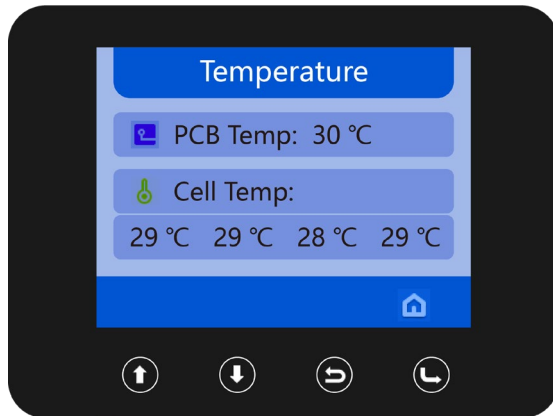 Temperature
PCB Temp: 30 ℃
Cell Temp:
29 ℃ 29 ℃ 28 ℃ 29 ℃